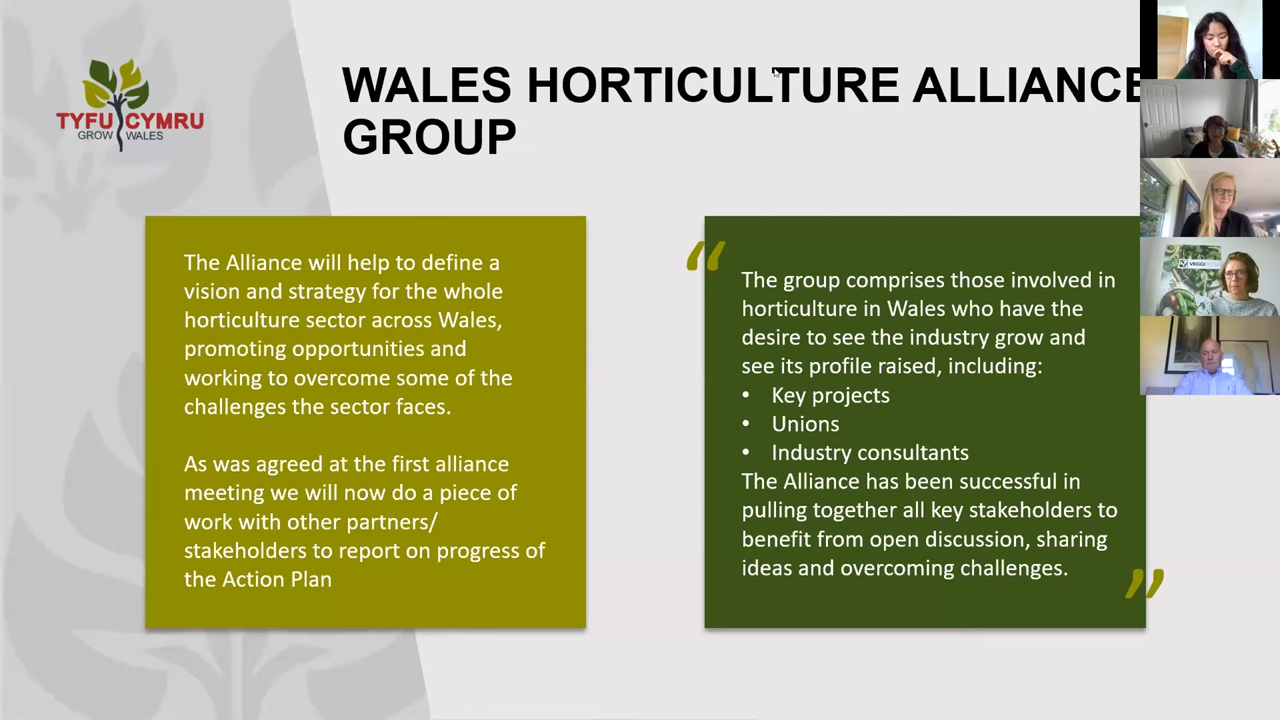 TYFU CYMRU
GROW WALES
WALES HORTICULTURE ALLIANCE
GROUP
The Alliance will help to define a
vision and strategy for the whole
horticulture sector across Wales,
promoting opportunities and
working to overcome some of the
challenges the sector faces.
As was agreed at the first alliance
meeting we will now do a piece of
work with other partners/
stakeholders to report on progress of
the Action Plan
“
The group comprises those involved in
horticulture in Wales who have the
desire to see the industry grow and
see its profile raised, including:
• Key projects
• Unions
• Industry consultants
The Alliance has been successful in
pulling together all key stakeholders to
benefit from open discussion, sharing
ideas and overcoming challenges.
”